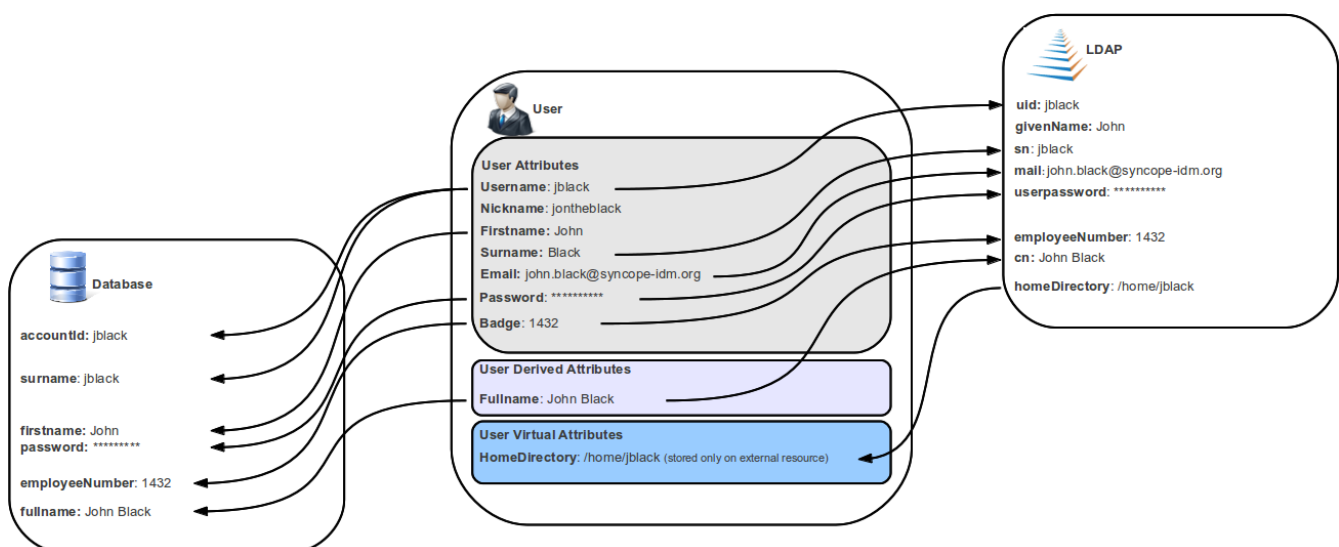 Database
accountId: jblack
surname: jblack
firstname: John
password: *********
employeeNumber: 1432
fullname: John Black
User
User Attributes
Username: jblack
Nickname: jontheblack
Firstname: John
Surname: Black
Email: john.black@syncope-idm.org
Password: **********
Badge: 1432
User Derived Attributes
Fullname: John Black
User Virtual Attributes
HomeDirectory: /home/jblack (stored only on external resource)
LDAP
uid: jblack
givenName: John
sn: jblack
mail: john.black@syncope-idm.org
userpassword: **********
employeeNumber: 1432
cn: John Black
homeDirectory: /home/jblack